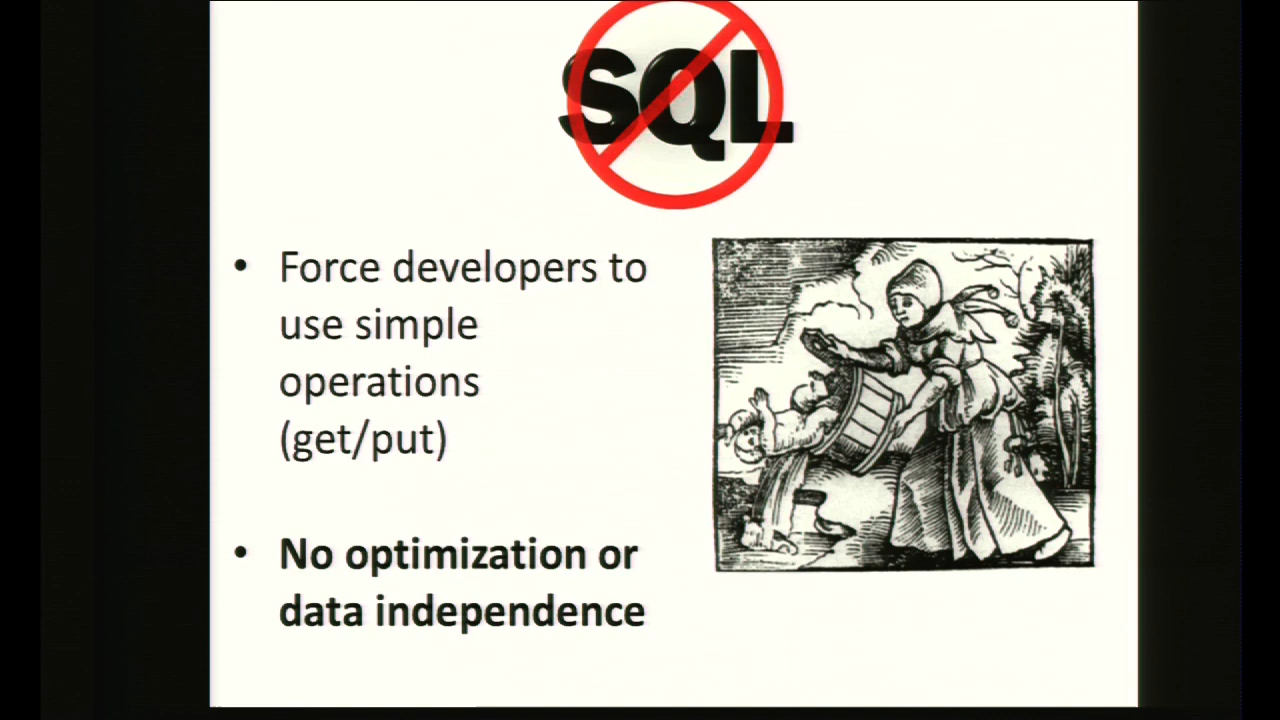 SQL
• Force developers to
use simple
operations
(get/put)
• No optimization or
data independence